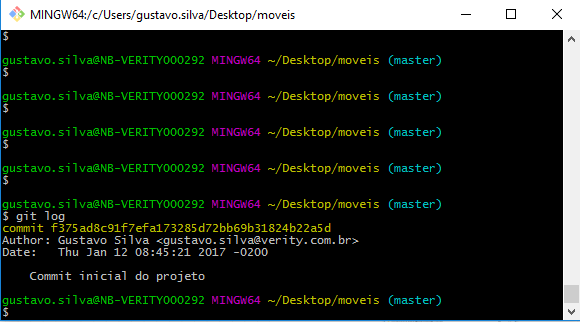 MINGW64:/c/Users/gustavo.silva/Desktop/moveis
$
gustavo.silva@NB-VERITY000292 MINGW64 ~/Desktop/moveis (master)
$
gustavo.silva@NB-VERITY000292 MINGW64 ~/Desktop/moveis (master)
$
gustavo.silva@NB-VERITY000292 MINGW64 ~/Desktop/moveis (master)
$
gustavo.silva@NB-VERITY000292 MINGW64 ~/Desktop/moveis (master)
$
gustavo.silva@NB-VERITY000292 MINGW64 ~/Desktop/moveis (master)
$ git log
commit f375ad8c91f7efa173285d72bb69b31824b22a5d
Author: Gustavo Silva <gustavo.silva@verity.com.br>
Date:   Thu Jan 12 08:45:21 2017 -0200
    Commit inicial do projeto
gustavo.silva@NB-VERITY000292 MINGW64 ~/Desktop/moveis (master)
$